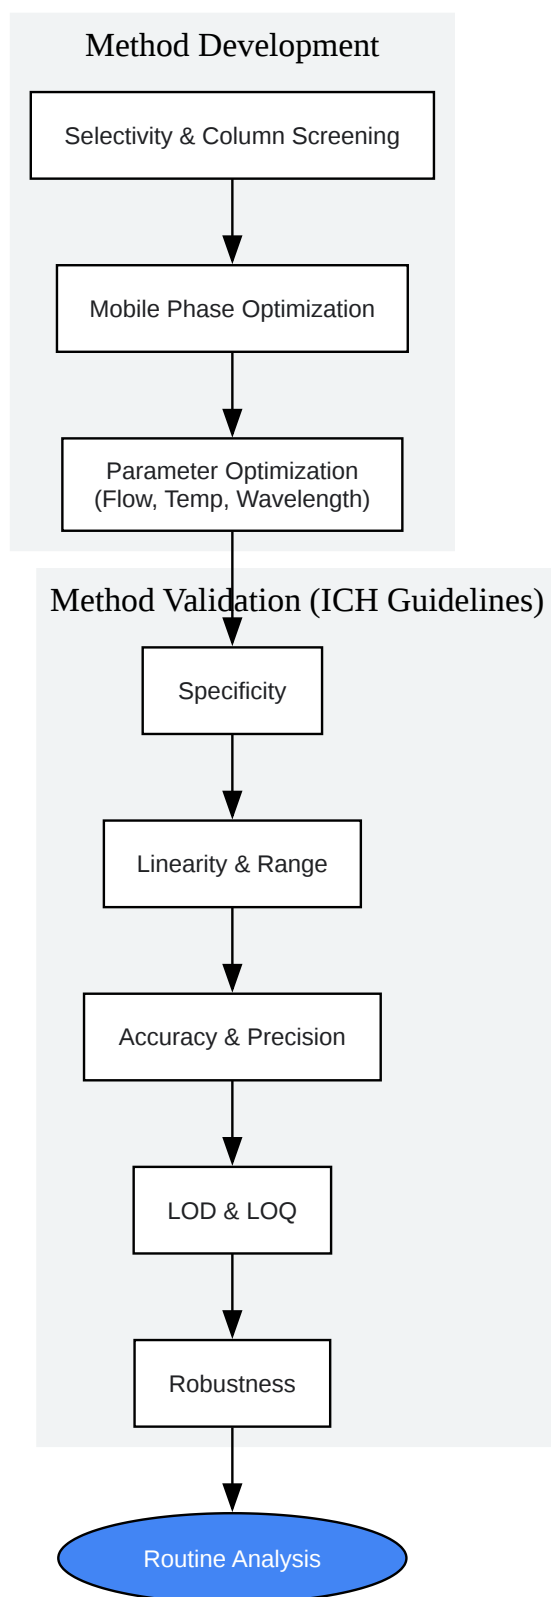 Method Development
Selectivity & Column Screening
Mobile Phase Optimization
Parameter Optimization
(Flow, Temp, Wavelength)
Method Validation (ICH Guidelines)
Specificity
Linearity & Range
Accuracy & Precision
LOD & LOQ
Robustness
Routine Analysis